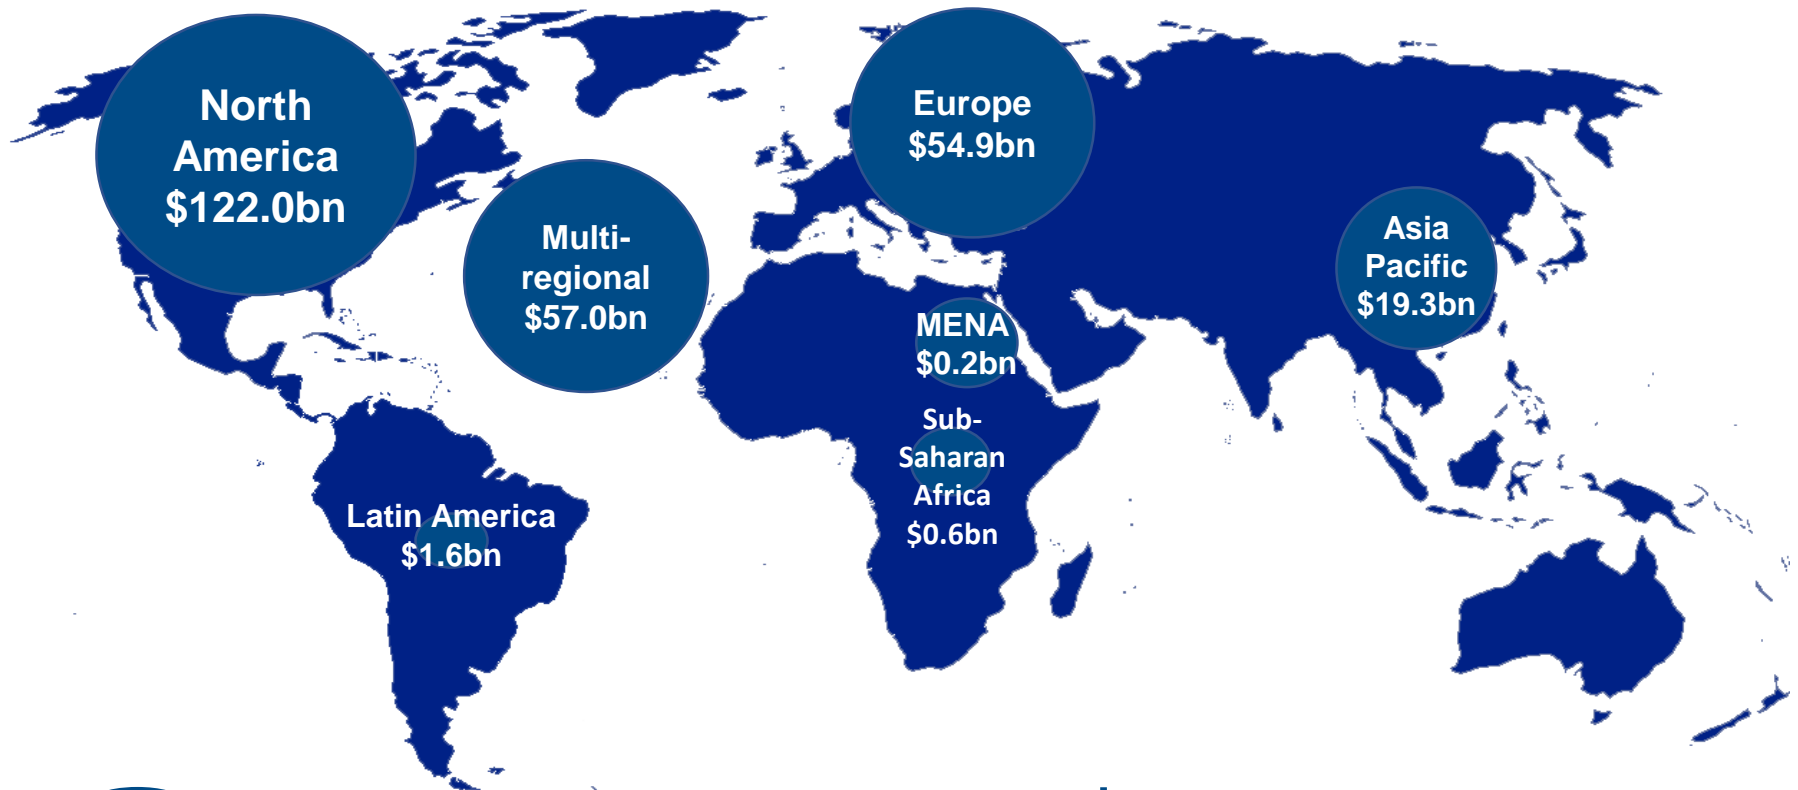 North
America
$122.0bn
Multi-
regional
$57.0bn
Europe
$54.9bn
Asia
Pacific
$19.3bn
MENA
$0.2bn
Sub-
Saharan
Africa
$0.6bn
Latin America
$1.6bn